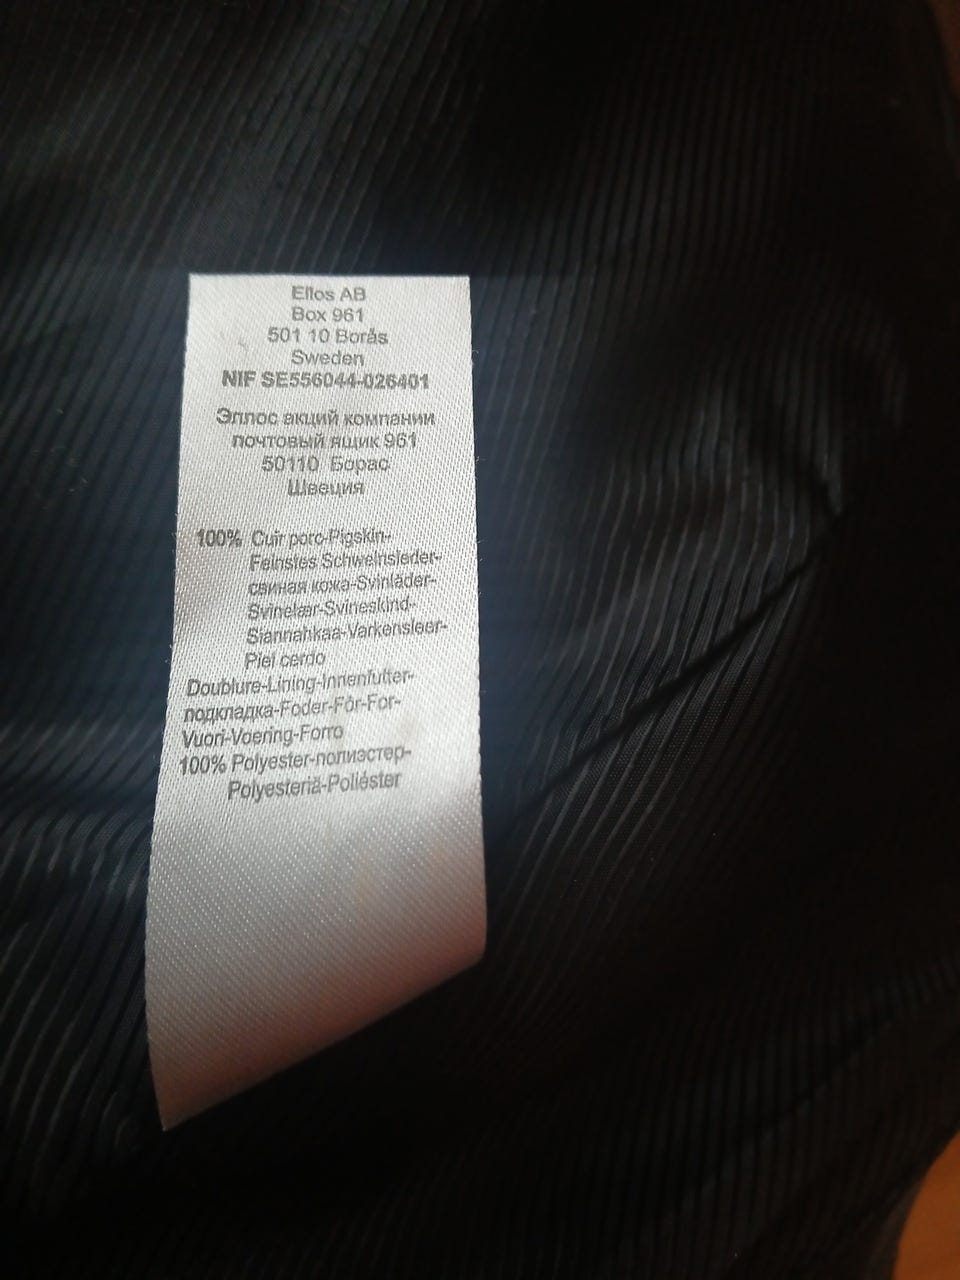 Ellos AB
Box 961
501 10 Borås
Sweden
NIF SE556044-026401
Эллос акций компании
почтовый ящик 961
50110 Борас
Швеция
100% Cuir porc-Pigskin-
Feinstes Schweinsleder-
свиная кожа-Svinläder-
Svinelær-Svineskind-
Siannahkaa-Varkensleer-
Piel cerdo
Doublure-Lining-Innenfutter-
подкладка-Foder-Fôr-For-
Vuori-Voering-Forro
100% Polyester-полиэстер-
Polyesteriä-Poliéster